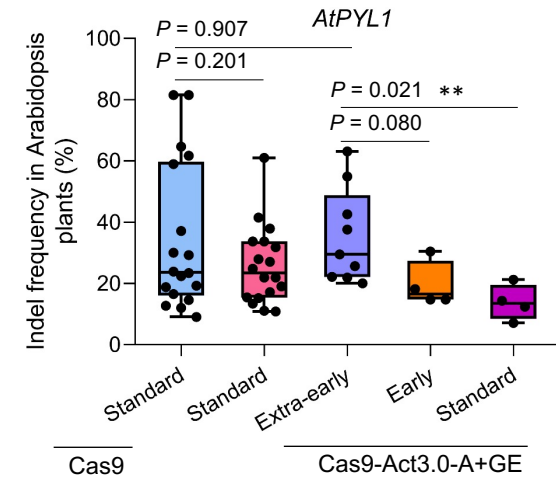 AtPYL1
P = 0.907
P = 0.201
P = 0.021 **
P = 0.080
Indel frequency in Arabidopsis
plants (%)
100
80
60
40
20
0
Standard
Standard
Extra-early
Early
Standard
Cas9
Cas9-Act3.0-A+GE